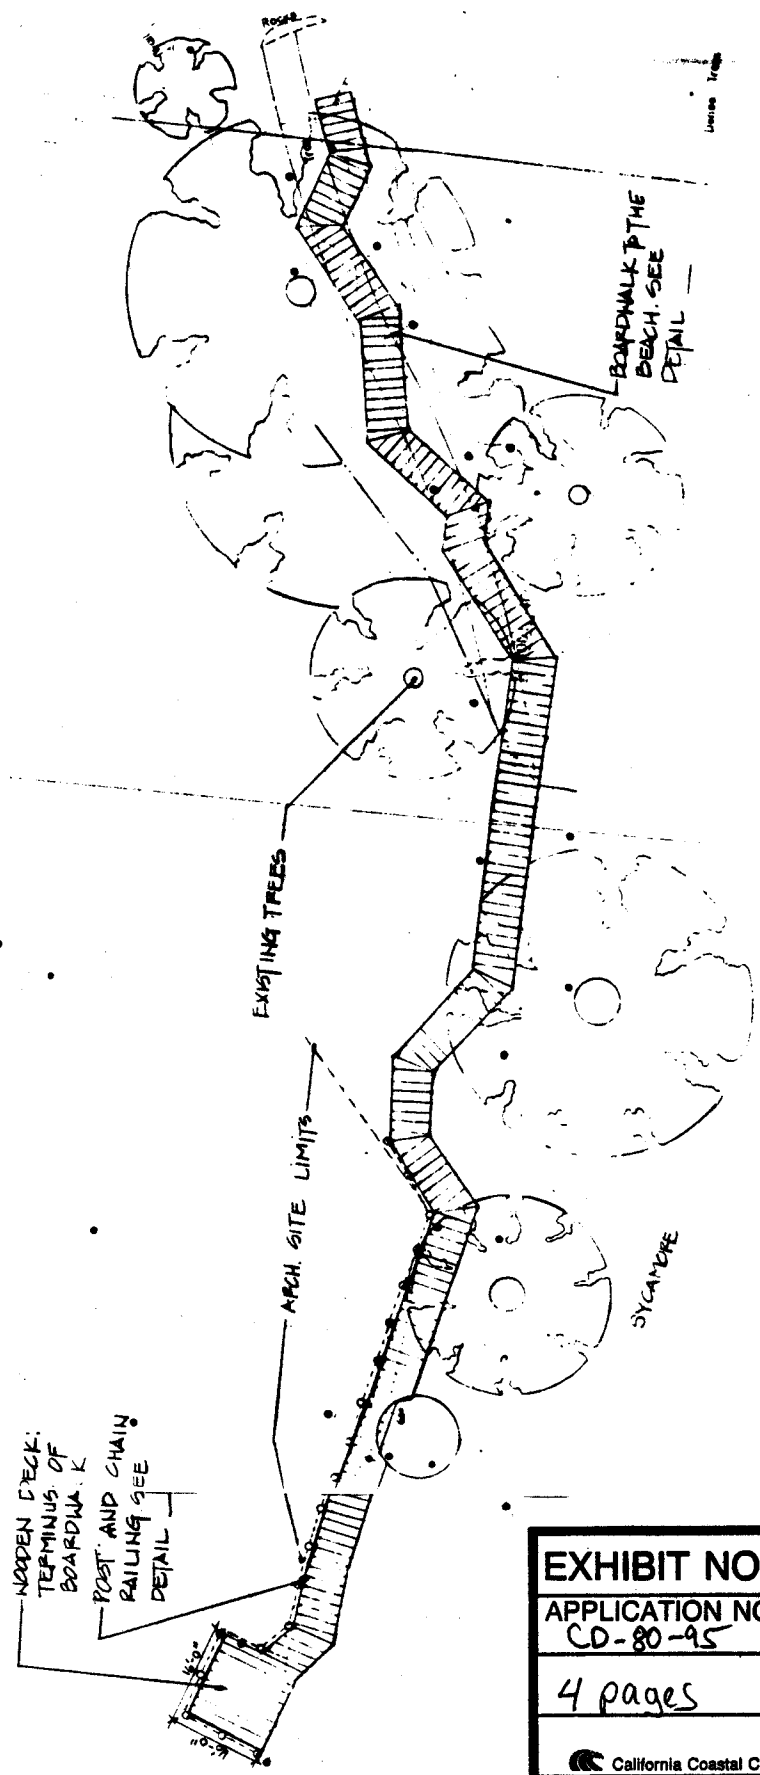 BOARDWALK TO THE
BEACH. SEE
DETAIL
EXISTING TREES
ARCH. SITE LIMITS
SYCAMORE
WOODEN DECK:
TERMINUS OF
BOARDWA K
POST AND CHAIN
RAILING SEE
DETAIL
EXHIBIT NO
APPLICATION NO
CD-80-95
4 pages
California Coastal C